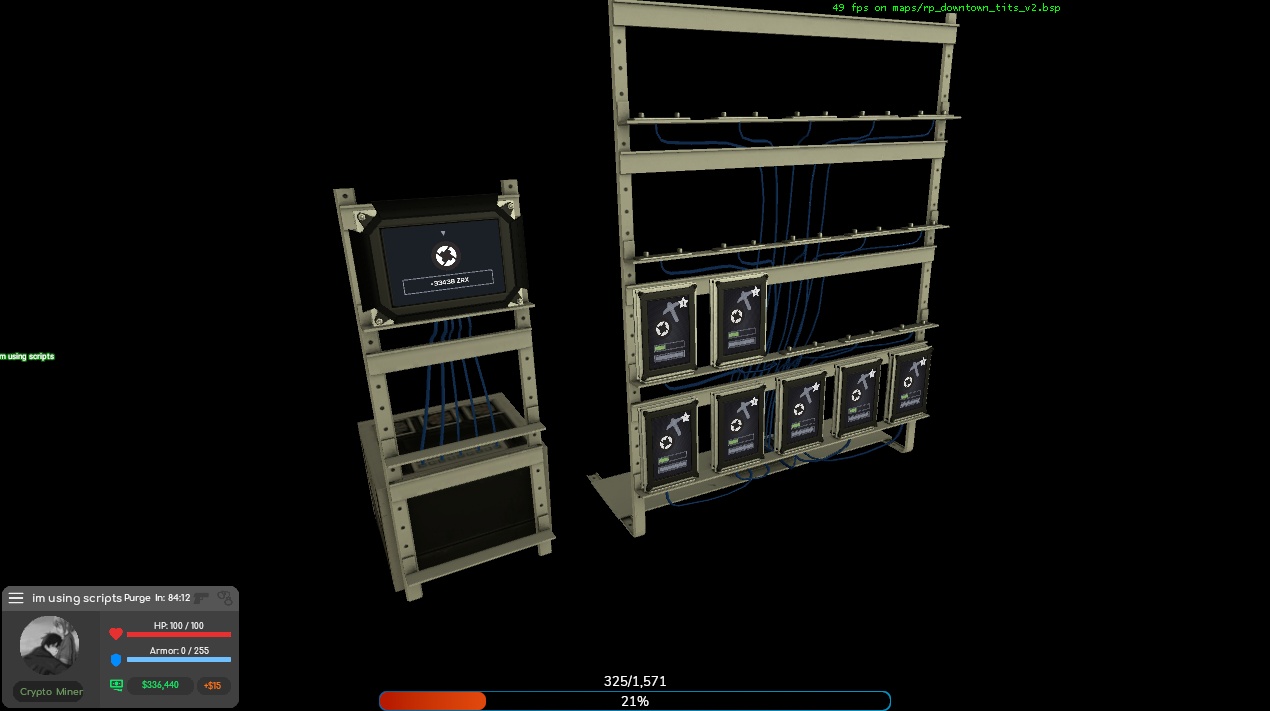 49 fps on maps/rp_downtown_tits_v2.bsp
+33438 ZRX
m using scripts
im using scripts Purge In: 84:12
HP: 100 / 100
Armor: 0 / 255
$336,440 +$15
Crypto Miner
325/1,571
21%